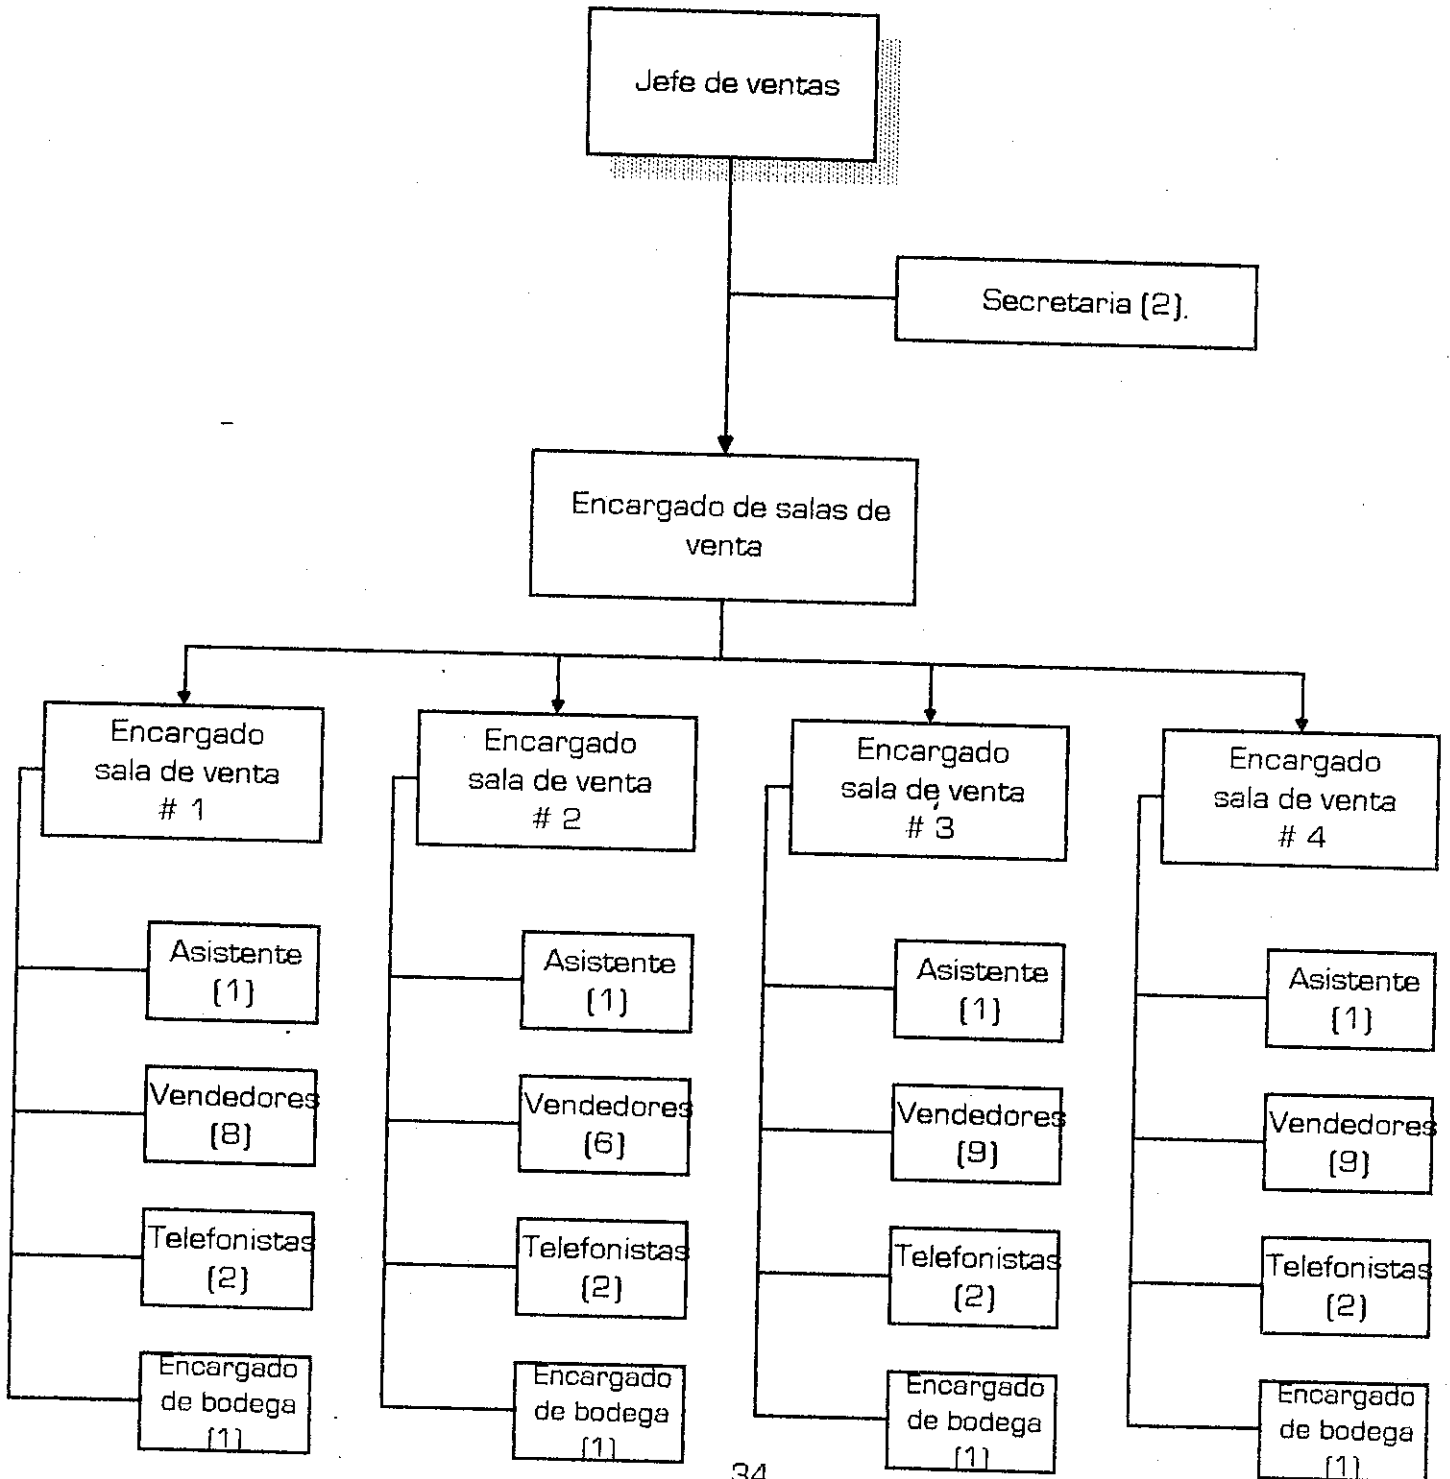 Jefe de ventas
Secretaria (2).
Encargado de salas de
venta
Encargado
sala de venta
# 1
Encargado
sala de venta
# 2
Encargado
sala de venta
# 3
Encargado
sala de venta
# 4
Asistente
(1)
Asistente
(1)
Asistente
(1)
Asistente
(1)
Vendedores
(8)
Vendedores
(6)
Vendedores
(9)
Vendedores
(9)
Telefonistas
(2)
Telefonistas
(2)
Telefonistas
(2)
Telefonistas
(2)
Encargado
de bodega
(1)
Encargado
de bodega
(1)
Encargado
de bodega
(1)
Encargado
de bodega
(1)
34